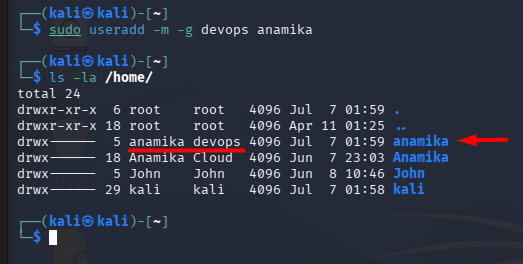 ┌──(kali㉿kali)-[~]
└─$ sudo useradd -m -g devops anamika
┌──(kali㉿kali)-[~]
└─$ ls -la /home/
total 24
drwxr-xr-x  6 root    root   4096 Jul  7 01:59 .
drwxr-xr-x 18 root    root   4096 Apr 11 01:25 ..
drwx------  5 anamika devops 4096 Jul  7 01:59 anamika
drwx------ 18 Anamika Cloud  4096 Jun  7 23:03 Anamika
drwx------  5 John    John   4096 Jun  8 10:46 John
drwx------ 29 kali    kali   4096 Jul  7 01:58 kali
┌──(kali㉿kali)-[~]
└─$